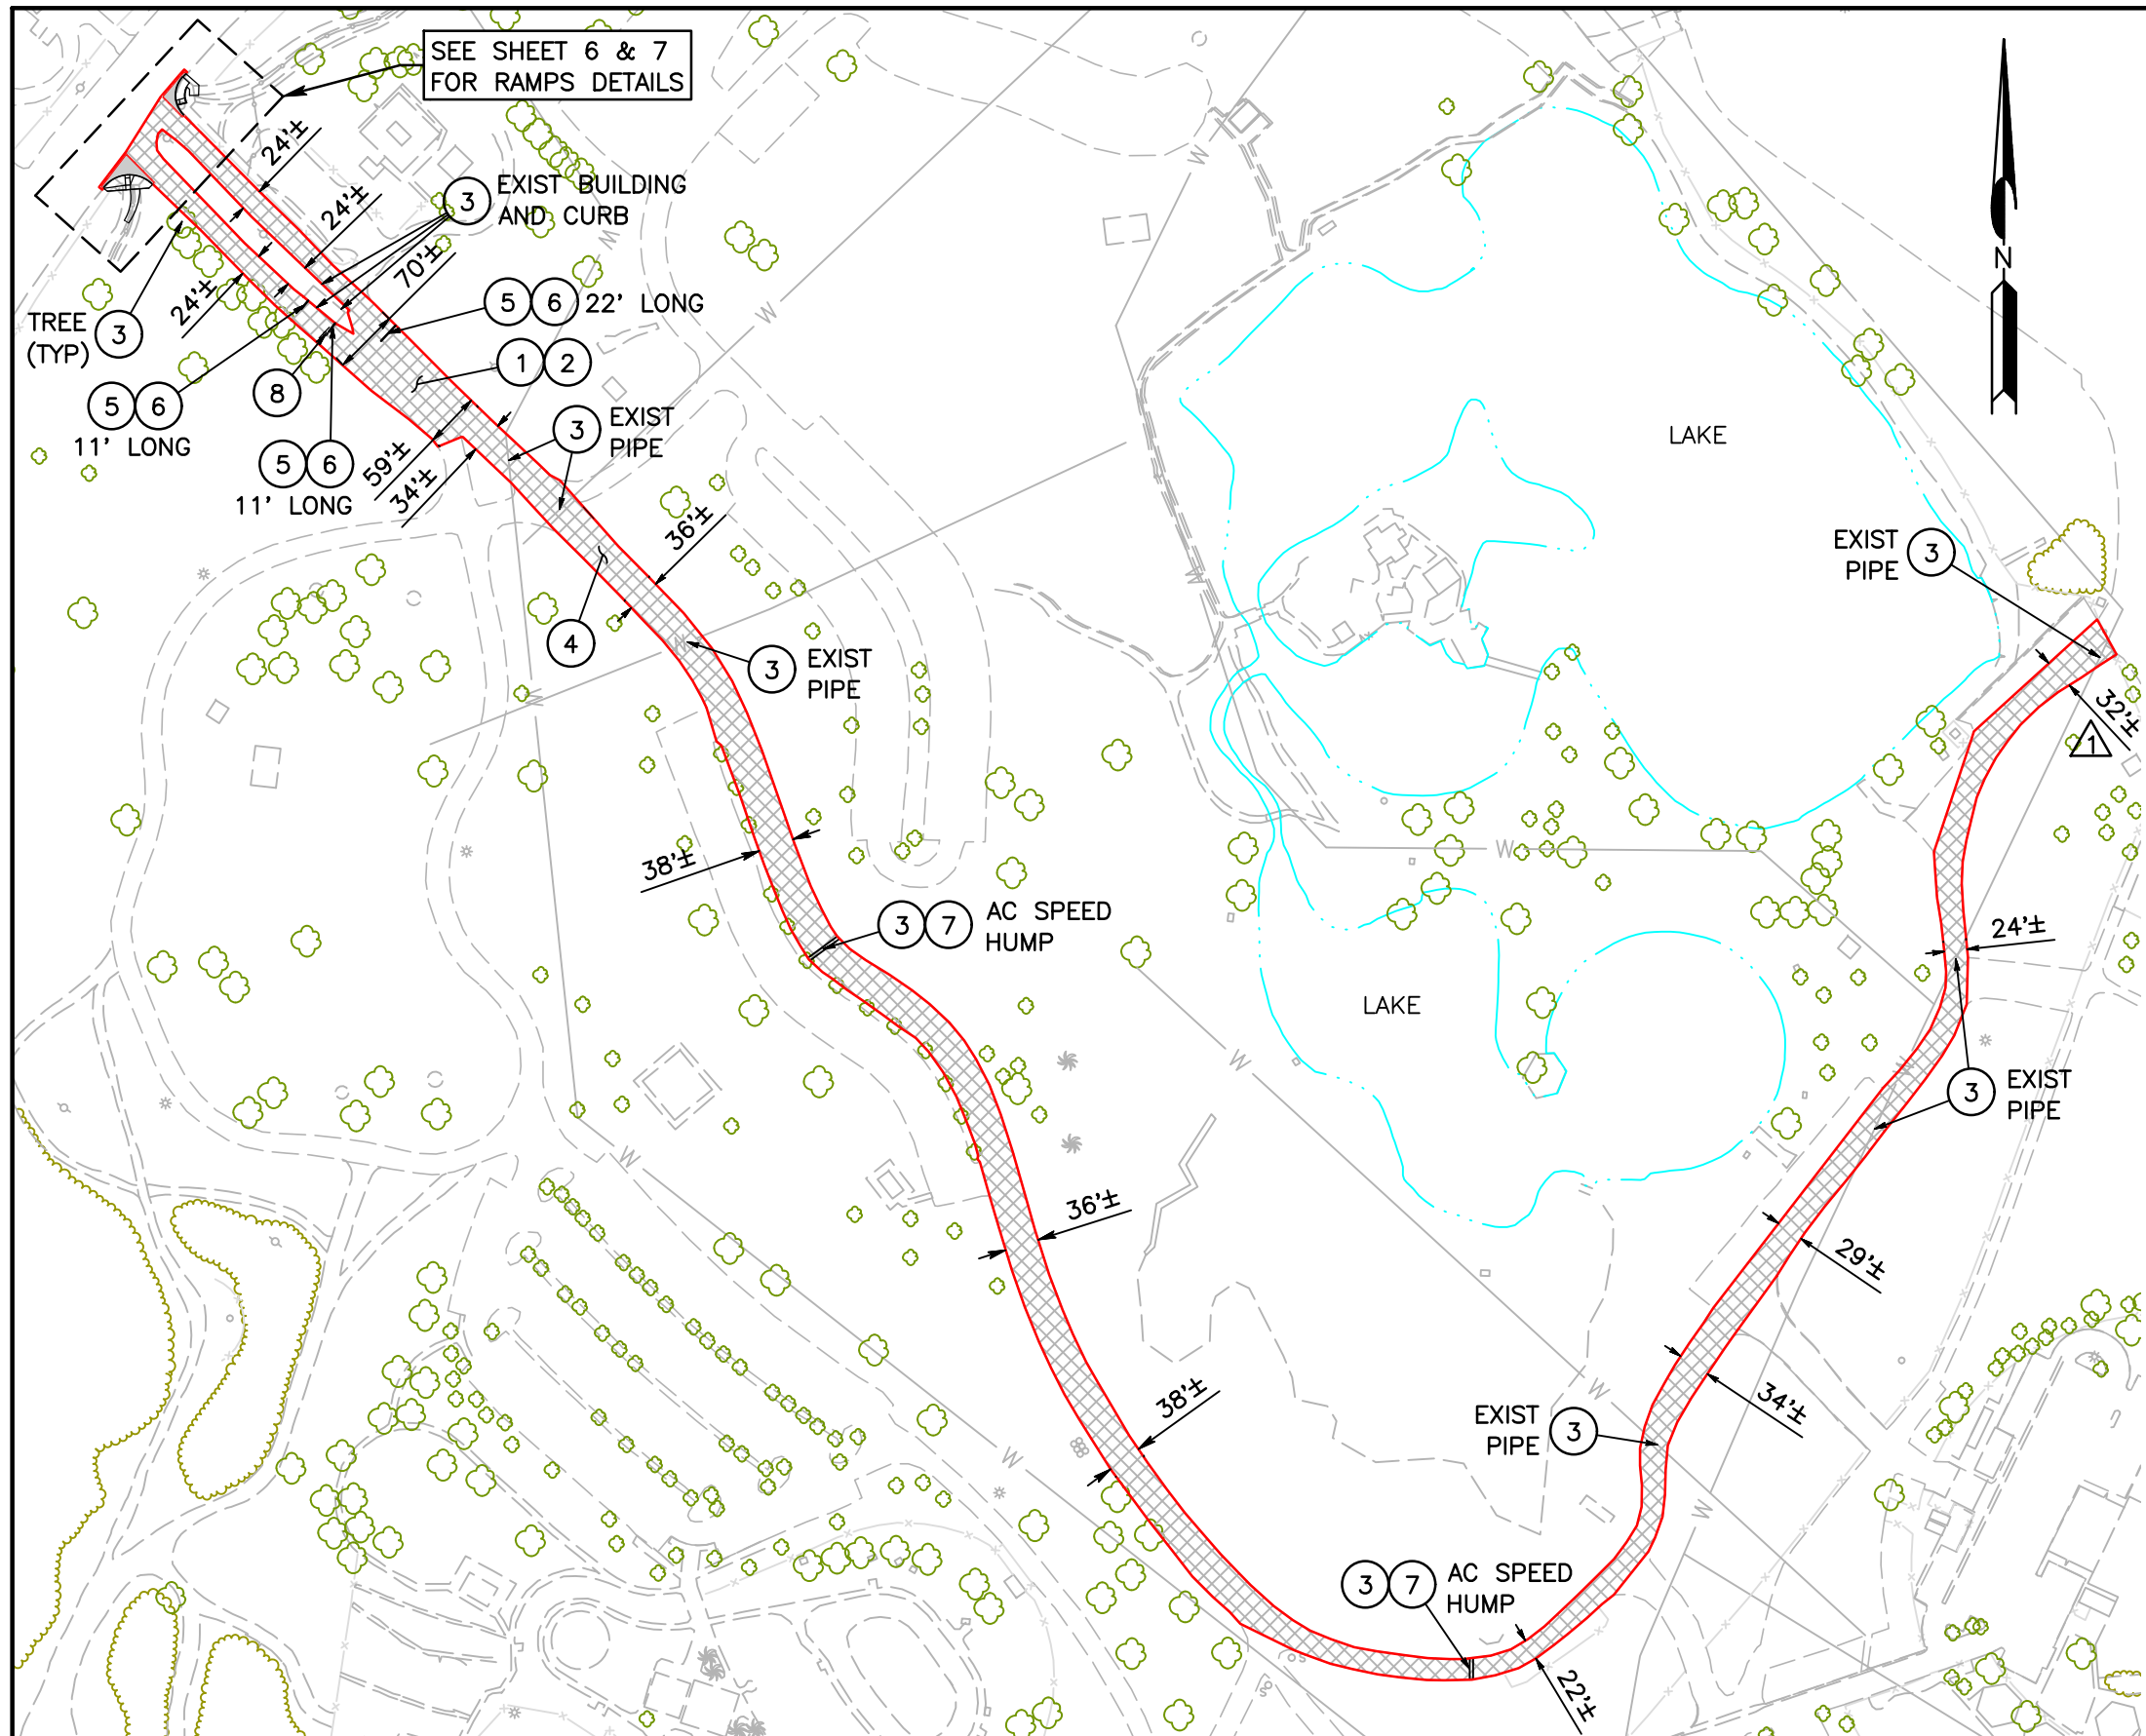 SEE SHEET 6 & 7
FOR RAMPS DETAILS
N
24'±
24'±
3 EXIST BUILDING
AND CURB
70'±
24'±
5 6 22' LONG
TREE
(TYP) 3
1 2
8
5 6
11' LONG
3 EXIST
PIPE
5 6
11' LONG
59'±
34'±
36'±
4
3 EXIST
PIPE
LAKE
EXIST
PIPE 3
32'±
1
38'±
3 7 AC SPEED
HUMP
24'±
LAKE
3 EXIST
PIPE
36'±
29'±
38'±
34'±
EXIST
PIPE 3
3 7 AC SPEED
HUMP
22'±
W
W
W
W
W
W
W
W
W
W
W
W
W